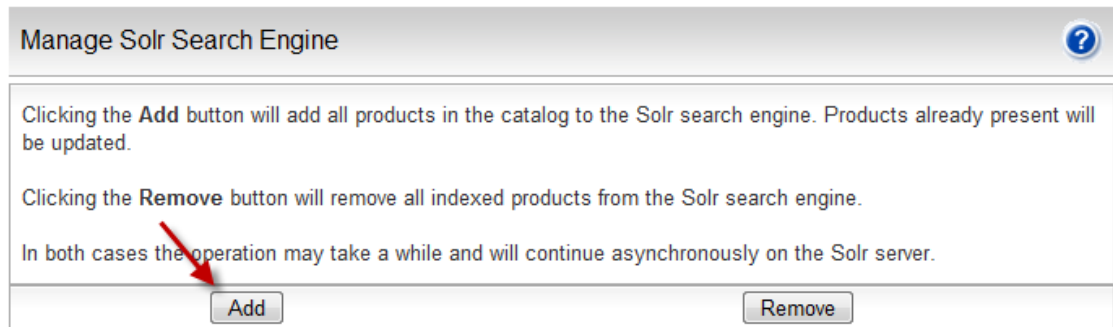 Manage Solr Search Engine
?
Clicking the Add button will add all products in the catalog to the Solr search engine. Products already present will
be updated.
Clicking the Remove button will remove all indexed products from the Solr search engine.
In both cases the operation may take a while and will continue asynchronously on the Solr server.
Add
Remove